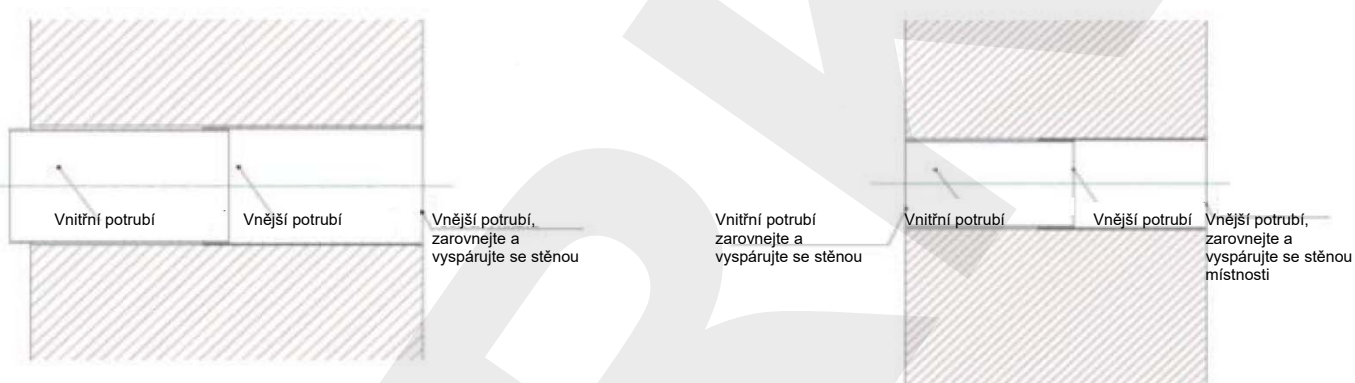 Vnitřní potrubí
Vnější potrubí
Vnější potrubí,
zarovnejte a
vyspárujte se stěnou
Vnitřní potrubí
zarovnejte a
vyspárujte se stěnou
Vnitřní potrubí
Vnější potrubí
Vnější potrubí,
zarovnejte a
vyspárujte se stěnou
místnosti